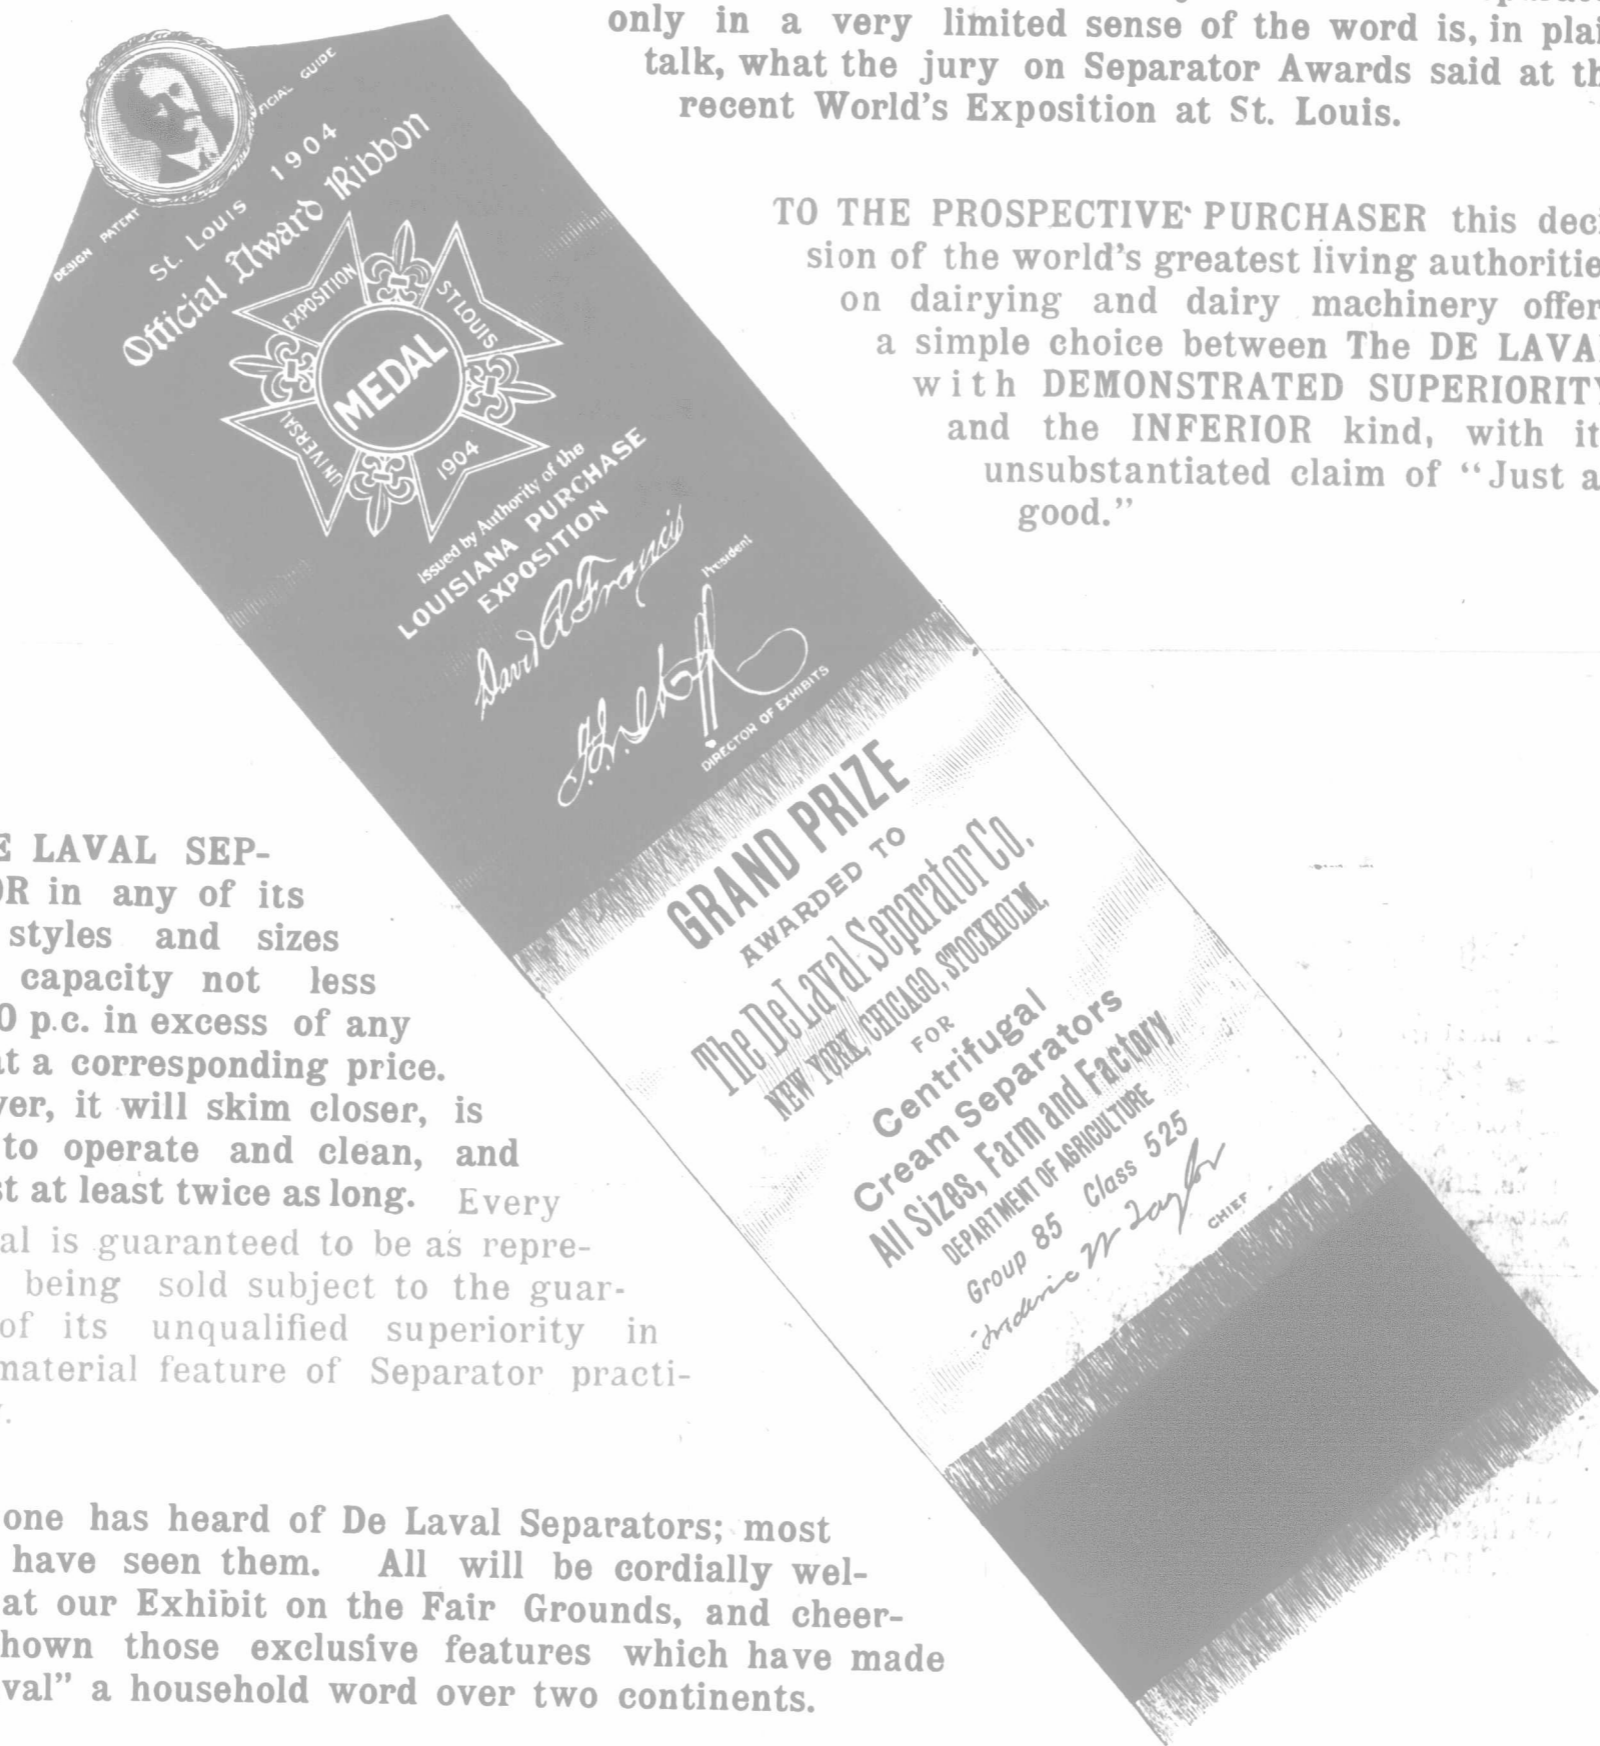 only in a very limited sense of the word is, in plai
talk, what the jury on Separator Awards said at th
recent World's Exposition at St. Louis.
TO THE PROSPECTIVE PURCHASER this deci
sion of the world's greatest living authoritie
on dairying and dairy machinery offer
a simple choice between The DE LAVA
with DEMONSTRATED SUPERIORITY
and the INFERIOR kind, with it
unsubstantiated claim of "Just a
good."
DESIGN PATENT
FICIAL GUIDE
St. Louis 1904
Official Award Ribbon
EXPOSITION
ST. LOUIS
MEDAL
UNIVERSAL
1904
Issued by Authority of the
LOUISIANA PURCHASE
EXPOSITION
David R Francis
President
DIRECTOR OF EXHIBITS
GRAND PRIZE
AWARDED TO
The De Laval Separator Co.
NEW YORK, CHICAGO, STOCKHOLM,
FOR
Centrifugal
Cream Separators
All Sizes, Farm and Factory
DEPARTMENT OF AGRICULTURE
Group 85 Class 525
Frederic W Taylor
CHIEF
E LAVAL SEP-
OR in any of its
styles and sizes
capacity not less
0 p.c. in excess of any
at a corresponding price.
ver, it will skim closer, is
to operate and clean, and
st at least twice as long. Every
al is guaranteed to be as repre-
being sold subject to the guar-
of its unqualified superiority in
material feature of Separator practi-
one has heard of De Laval Separators; most
have seen them. All will be cordially wel-
at our Exhibit on the Fair Grounds, and cheer-
hown those exclusive features which have made
val" a household word over two continents.